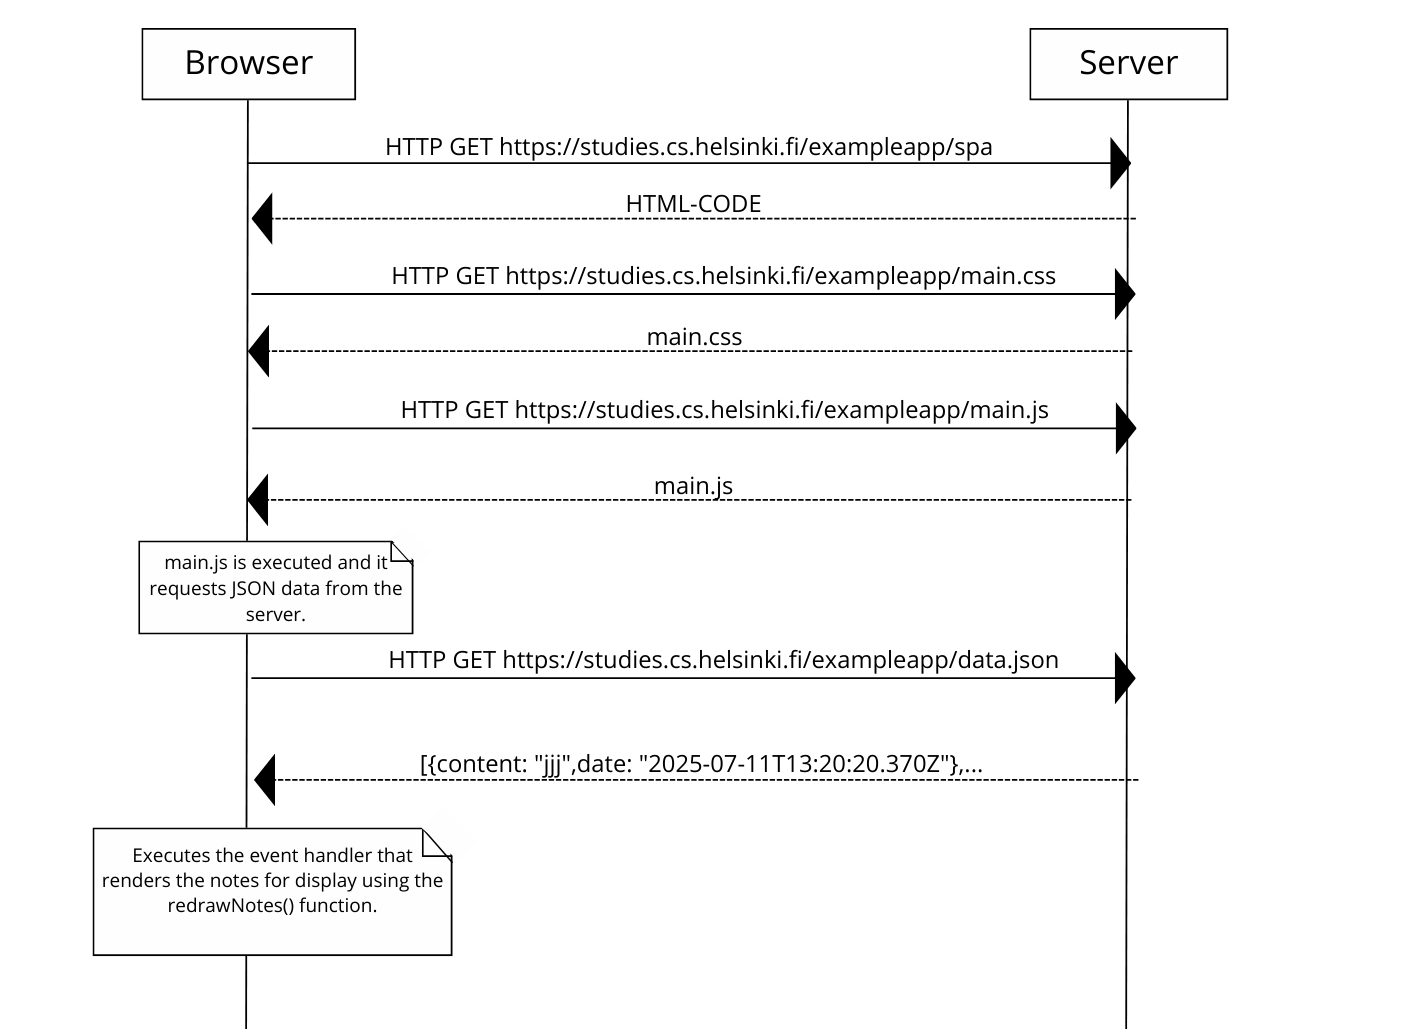 Browser
Server
HTTP GET https://studies.cs.helsinki.fi/exampleapp/spa
HTML-CODE
HTTP GET https://studies.cs.helsinki.fi/exampleapp/main.css
main.css
HTTP GET https://studies.cs.helsinki.fi/exampleapp/main.js
main.js
main.js is executed and it
requests JSON data from the
server.
HTTP GET https://studies.cs.helsinki.fi/exampleapp/data.json
[{content: "jjj",date: "2025-07-11T13:20:20.370Z"},...
Executes the event handler that
renders the notes for display using the
redrawNotes() function.